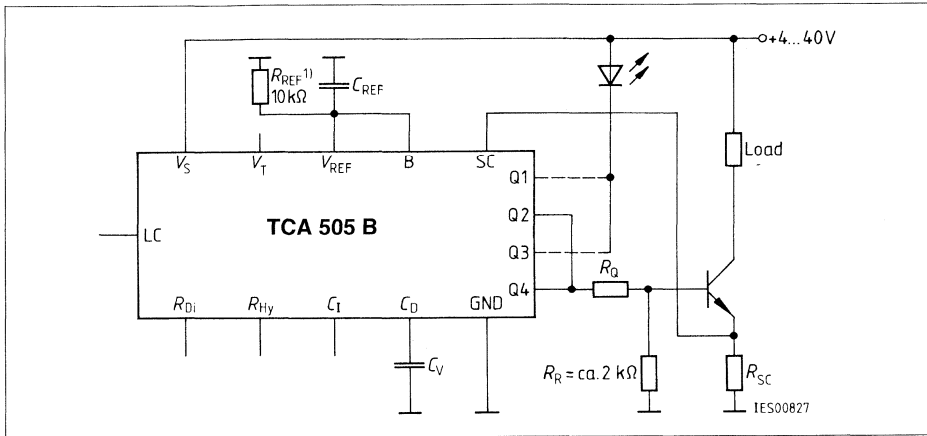 +4...40V
R_REF 1)
10kΩ
C_REF
V_S
V_T
V_REF
B
SC
Q1
Q2
TCA 505 B
LC
Q3
Q4
R_Q
Load
R_Di
R_Hy
C_I
C_D
GND
C_V
R_R = ca. 2 kΩ
R_SC
IES00827